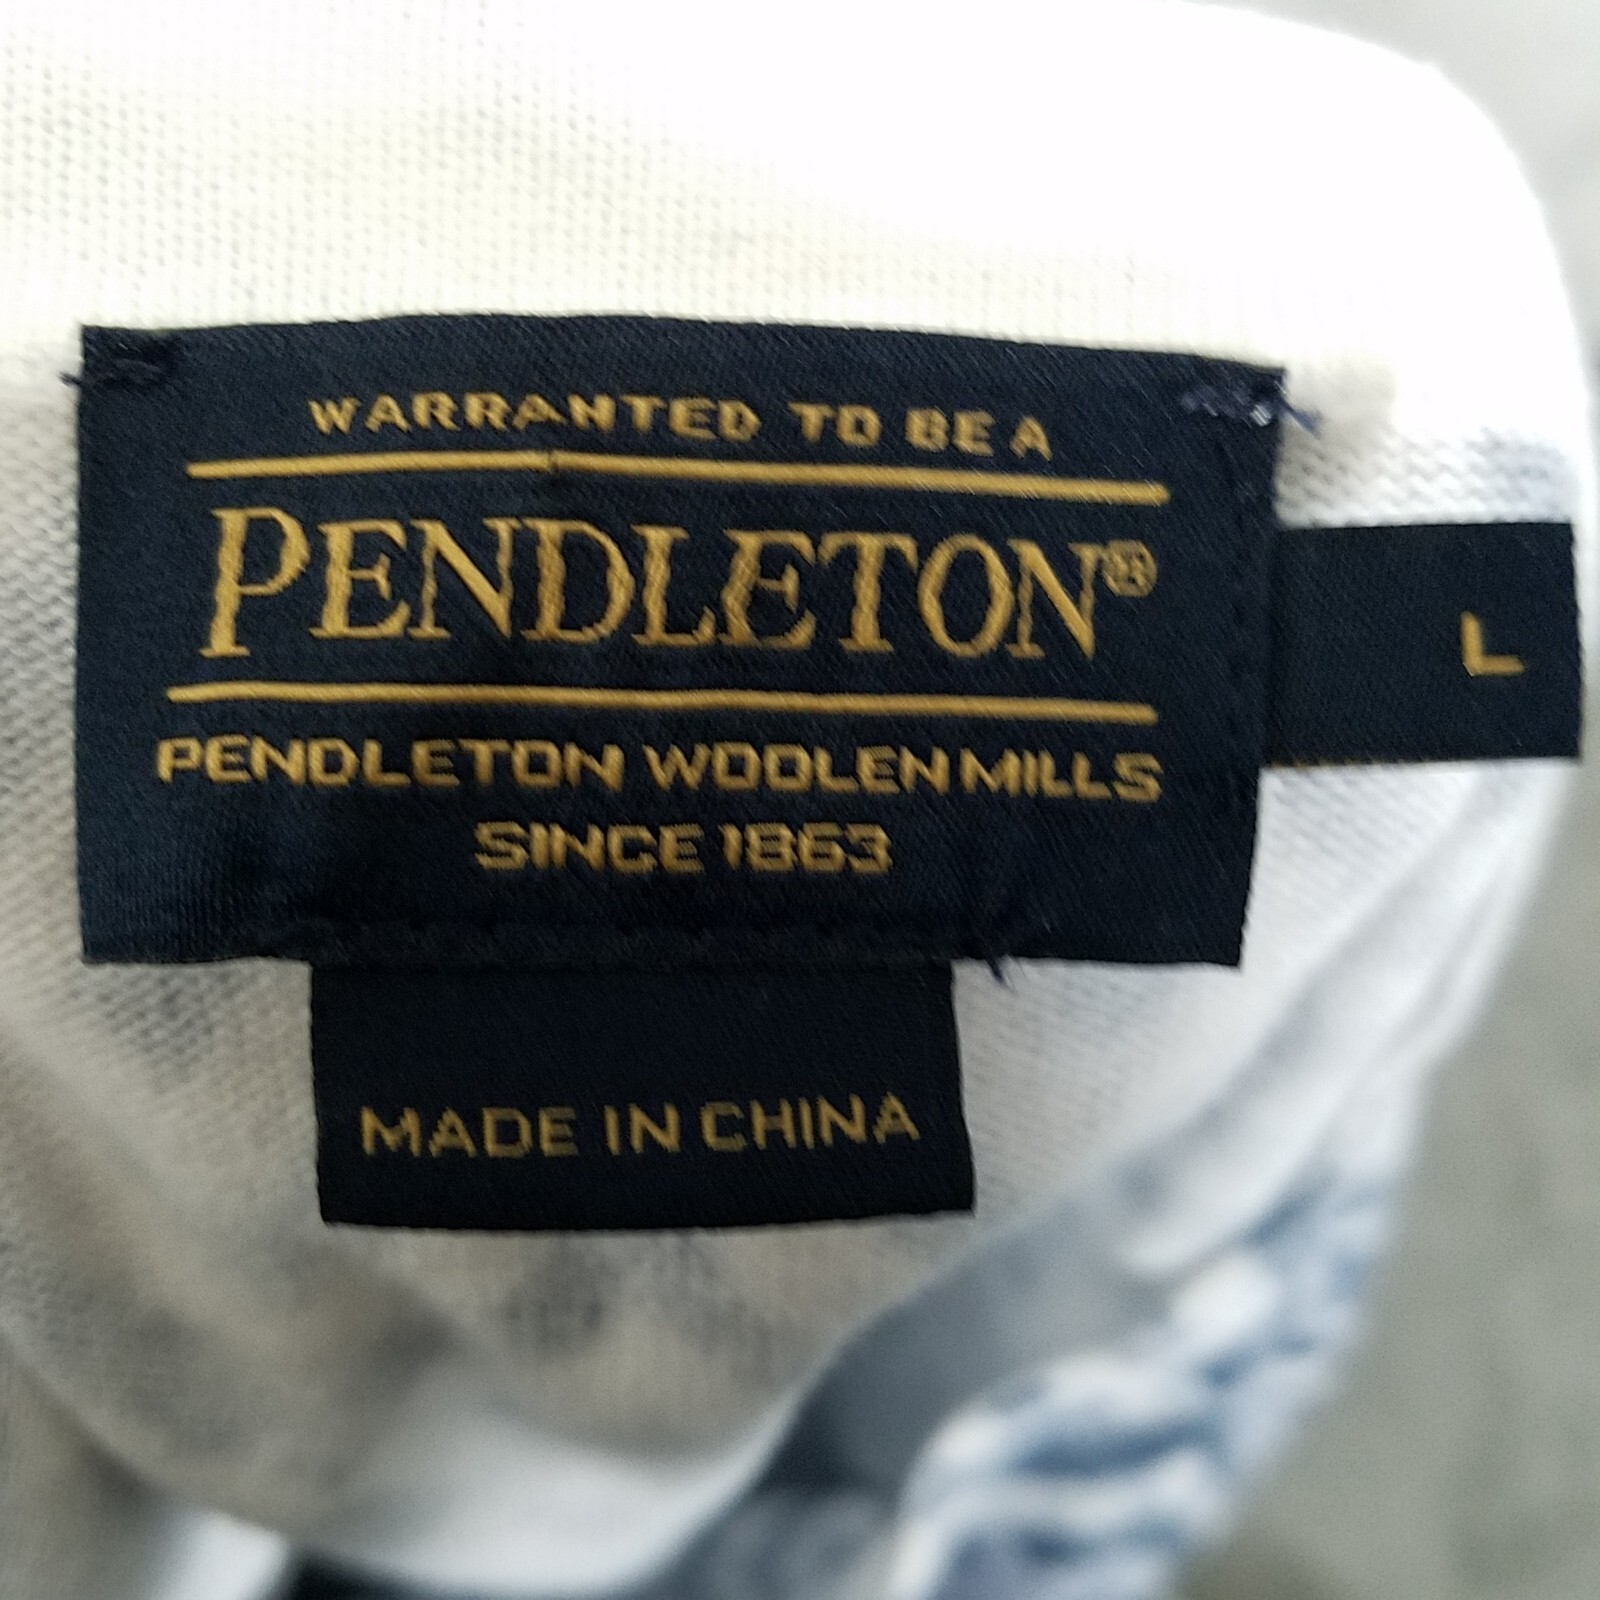 WARRANTED TO BE A
PENDLETON®
L
PENDLETON WOOLEN MILLS
SINCE 1863
MADE IN CHINA